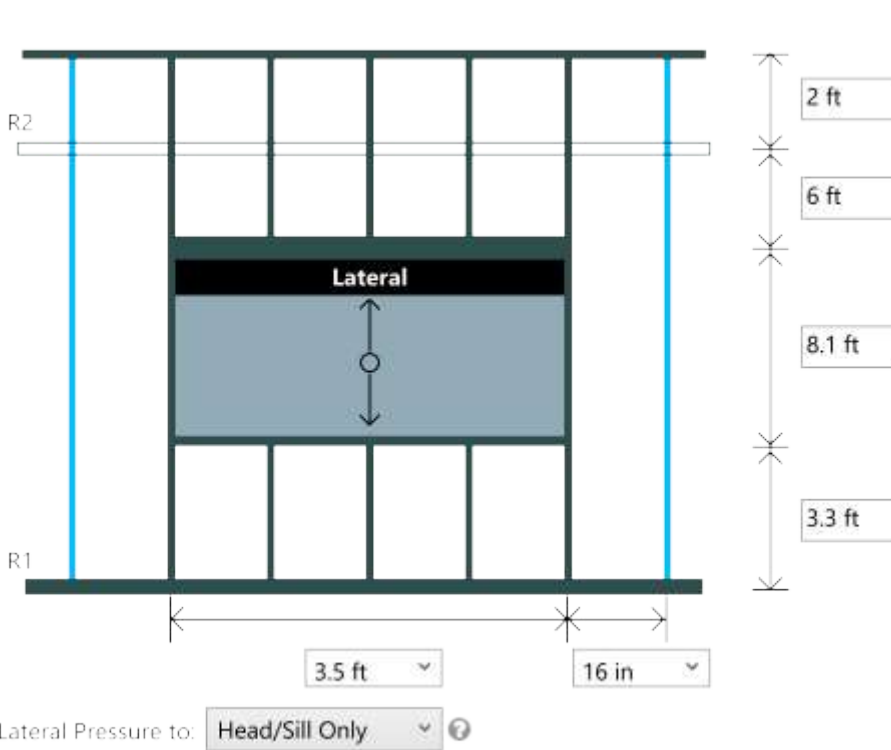 2 ft
R2
6 ft
Lateral
8.1 ft
3.3 ft
R1
3.5 ft
16 in
Lateral Pressure to: Head/Sill Only ?